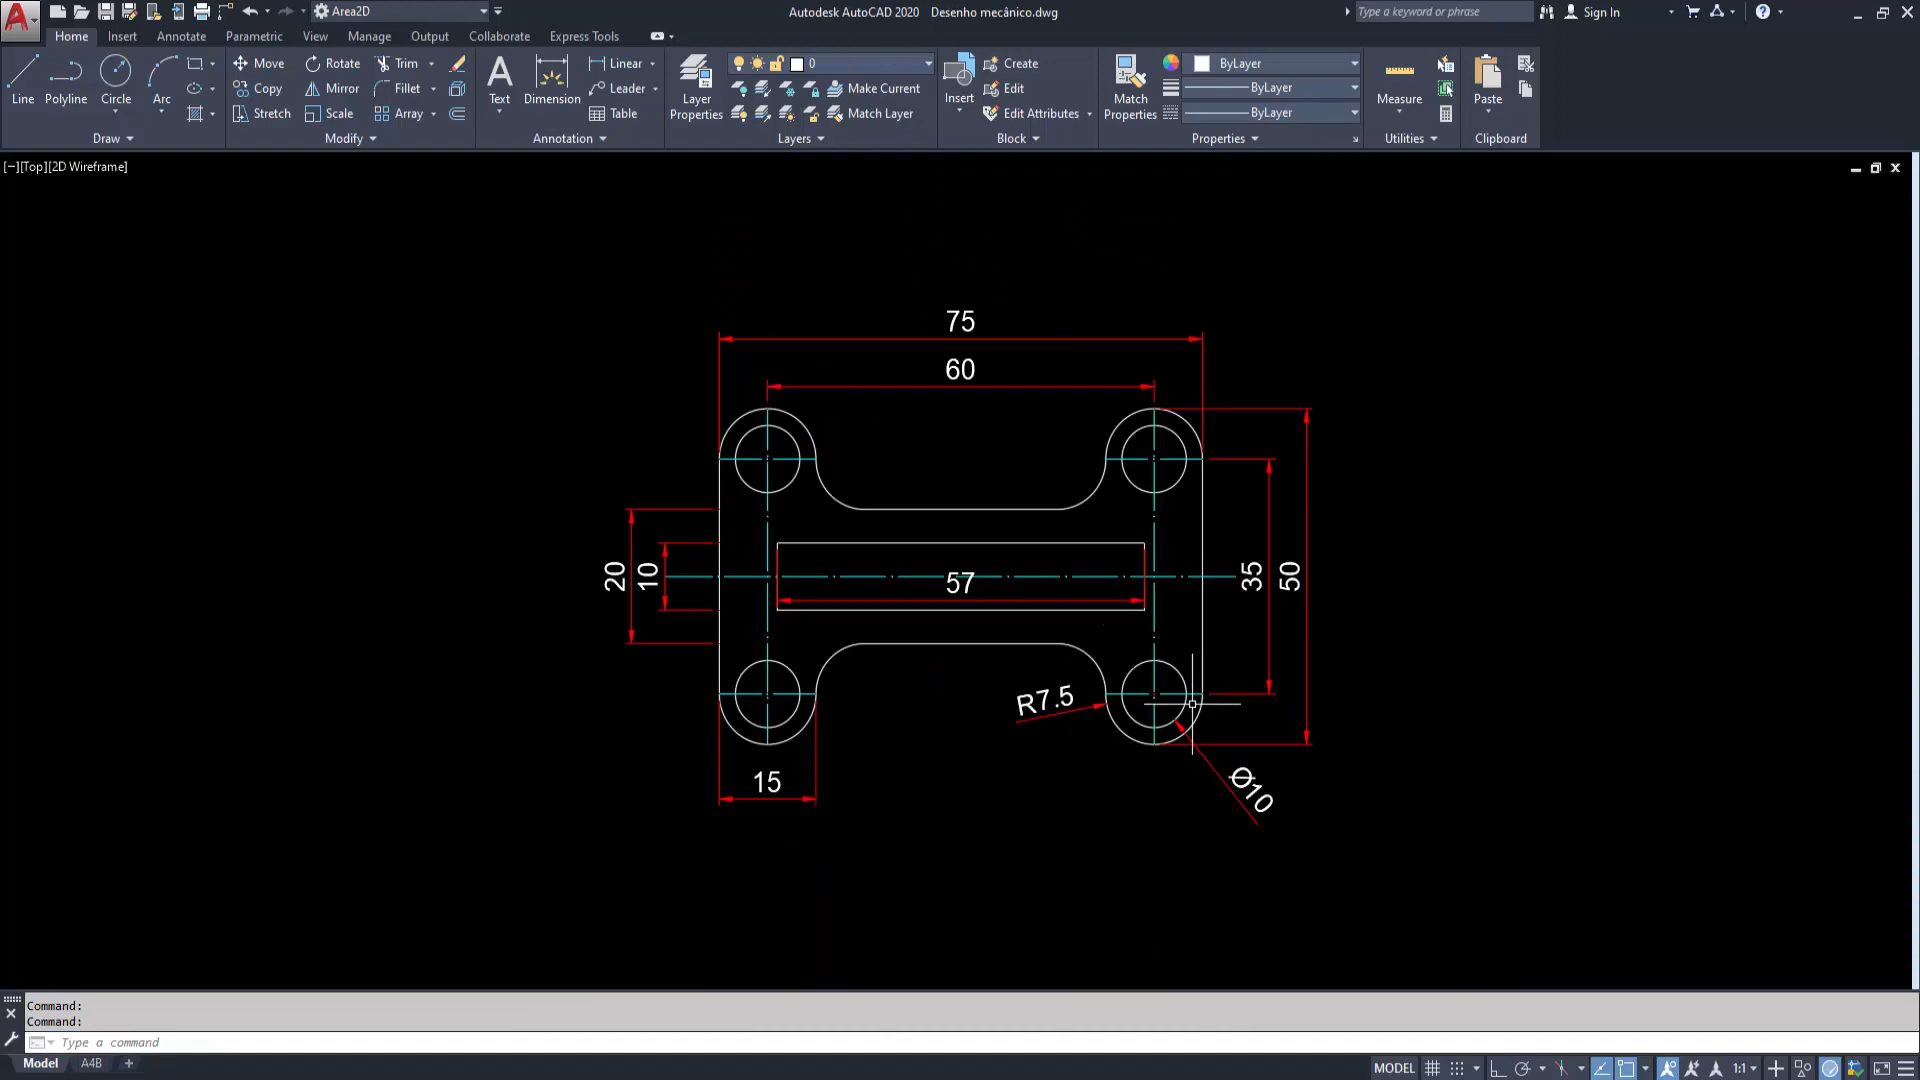 Area2D
Autodesk AutoCAD 2020 Desenho mecânico.dwg
Type a keyword or phrase
Sign In
Home Insert Annotate Parametric View Manage Output Collaborate Express Tools
Line Polyline Circle Arc
Draw
Move Rotate Trim
Copy Mirror Fillet
Stretch Scale Array
Modify
Text Dimension
Linear
Leader
Table
Annotation
Layer Properties
0
Make Current
Match Layer
Layers
Insert
Create
Edit
Edit Attributes
Block
Match Properties
ByLayer
ByLayer
ByLayer
Properties
Measure
Utilities
Paste
Clipboard
[−][Top][2D Wireframe]
75
60
20
10
57
35
50
R7.5
15
Ø10
Command:
Command:
Type a command
Model A4B +
MODEL 1:1